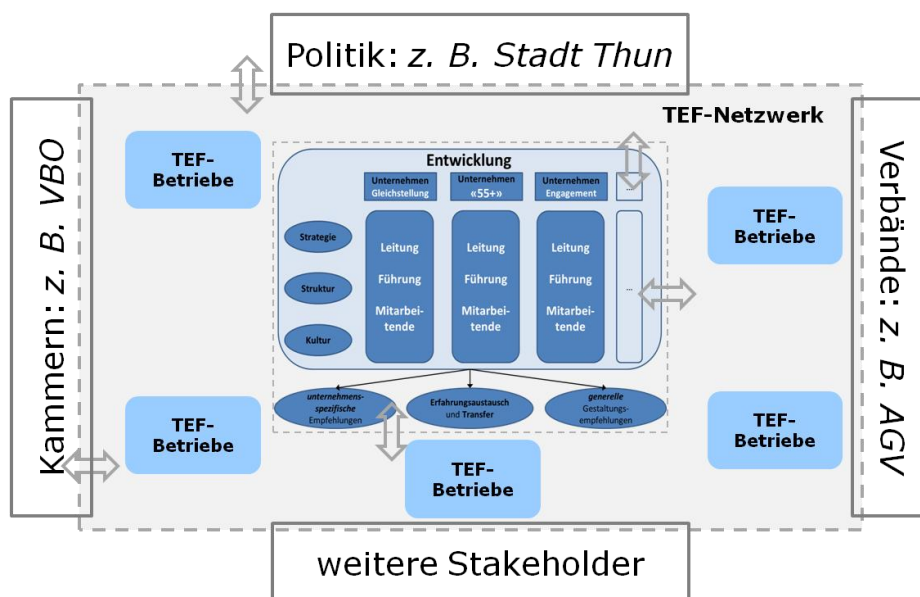 Politik: z. B. Stadt Thun
TEF-Netzwerk
Kammern: z. B. VBO
Verbände: z. B. AGV
TEF-
Betriebe
TEF-
Betriebe
Entwicklung
Unternehmen
Gleichstellung
Unternehmen
«55+»
Unternehmen
Engagement
...
Strategie
Struktur
Kultur
Leitung
Führung
Mitarbei-
tende
Leitung
Führung
Mitarbei-
tende
Leitung
Führung
Mitarbei-
tende
...
unternehmens-
spezifische
Empfehlungen
Erfahrungsaustausch
und Transfer
generelle
Gestaltungs-
empfehlungen
TEF-
Betriebe
TEF-
Betriebe
TEF-
Betriebe
weitere Stakeholder